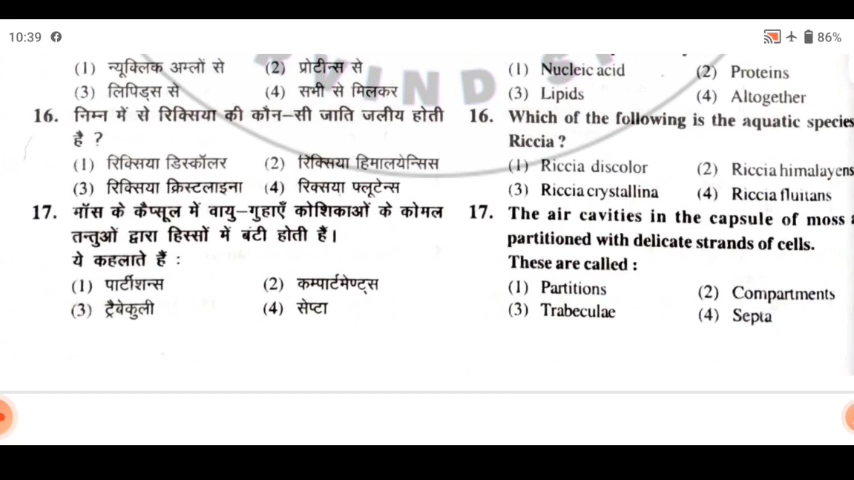 10:39
86%
(1) न्यूक्लिक अम्लों से (2) प्रोटीन्स से
(3) लिपिड्स से (4) सभी से मिलकर
16. निम्न में से रिक्सिया की कौन-सी जाति जलीय होती
है ?
(1) रिक्सिया डिस्कॉलर (2) रिक्सिया हिमालयेन्सिस
(3) रिक्सिया क्रिस्टलाइना (4) रिक्सया फ्लूटेन्स
17. मॉस के कैप्सूल में वायु-गुहाएँ कोशिकाओं के कोमल
तन्तुओं द्वारा हिस्सों में बंटी होती हैं।
ये कहलाते हैं :
(1) पार्टीशन्स (2) कम्पार्टमेण्ट्स
(3) ट्रैबेकुली (4) सेप्टा
(1) Nucleic acid (2) Proteins
(3) Lipids (4) Altogether
16. Which of the following is the aquatic species
Riccia ?
(1) Riccia discolor (2) Riccia himalayens
(3) Riccia crystallina (4) Riccia fluitans
17. The air cavities in the capsule of moss
partitioned with delicate strands of cells.
These are called :
(1) Partitions (2) Compartments
(3) Trabeculae (4) Septa